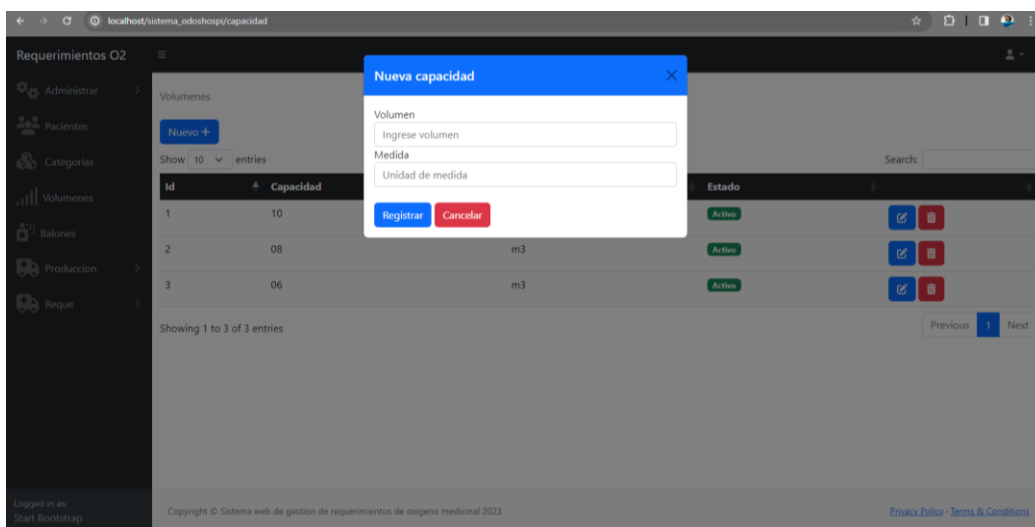 localhost/sistema_odoshospi/capacidad
Requerimientos O2
Nueva capacidad
Administrar
Volumenes
Volumen
Pacientes
Nuevo +
Ingrese volumen
Categorias
Show 10 entries
Medida
Search:
Unidad de medida
Volumenes
Id Capacidad Estado
Registrar Cancelar
1 10 Activo
Balones
2 08 m3 Activo
Produccion
3 06 m3 Activo
Reque
Showing 1 to 3 of 3 entries
Previous 1 Next
Logged in as:
Start Bootstrap
Copyright © Sistema web de gestion de requerimientos de oxigeno medicinal 2023
Privacy Policy · Terms & Conditions